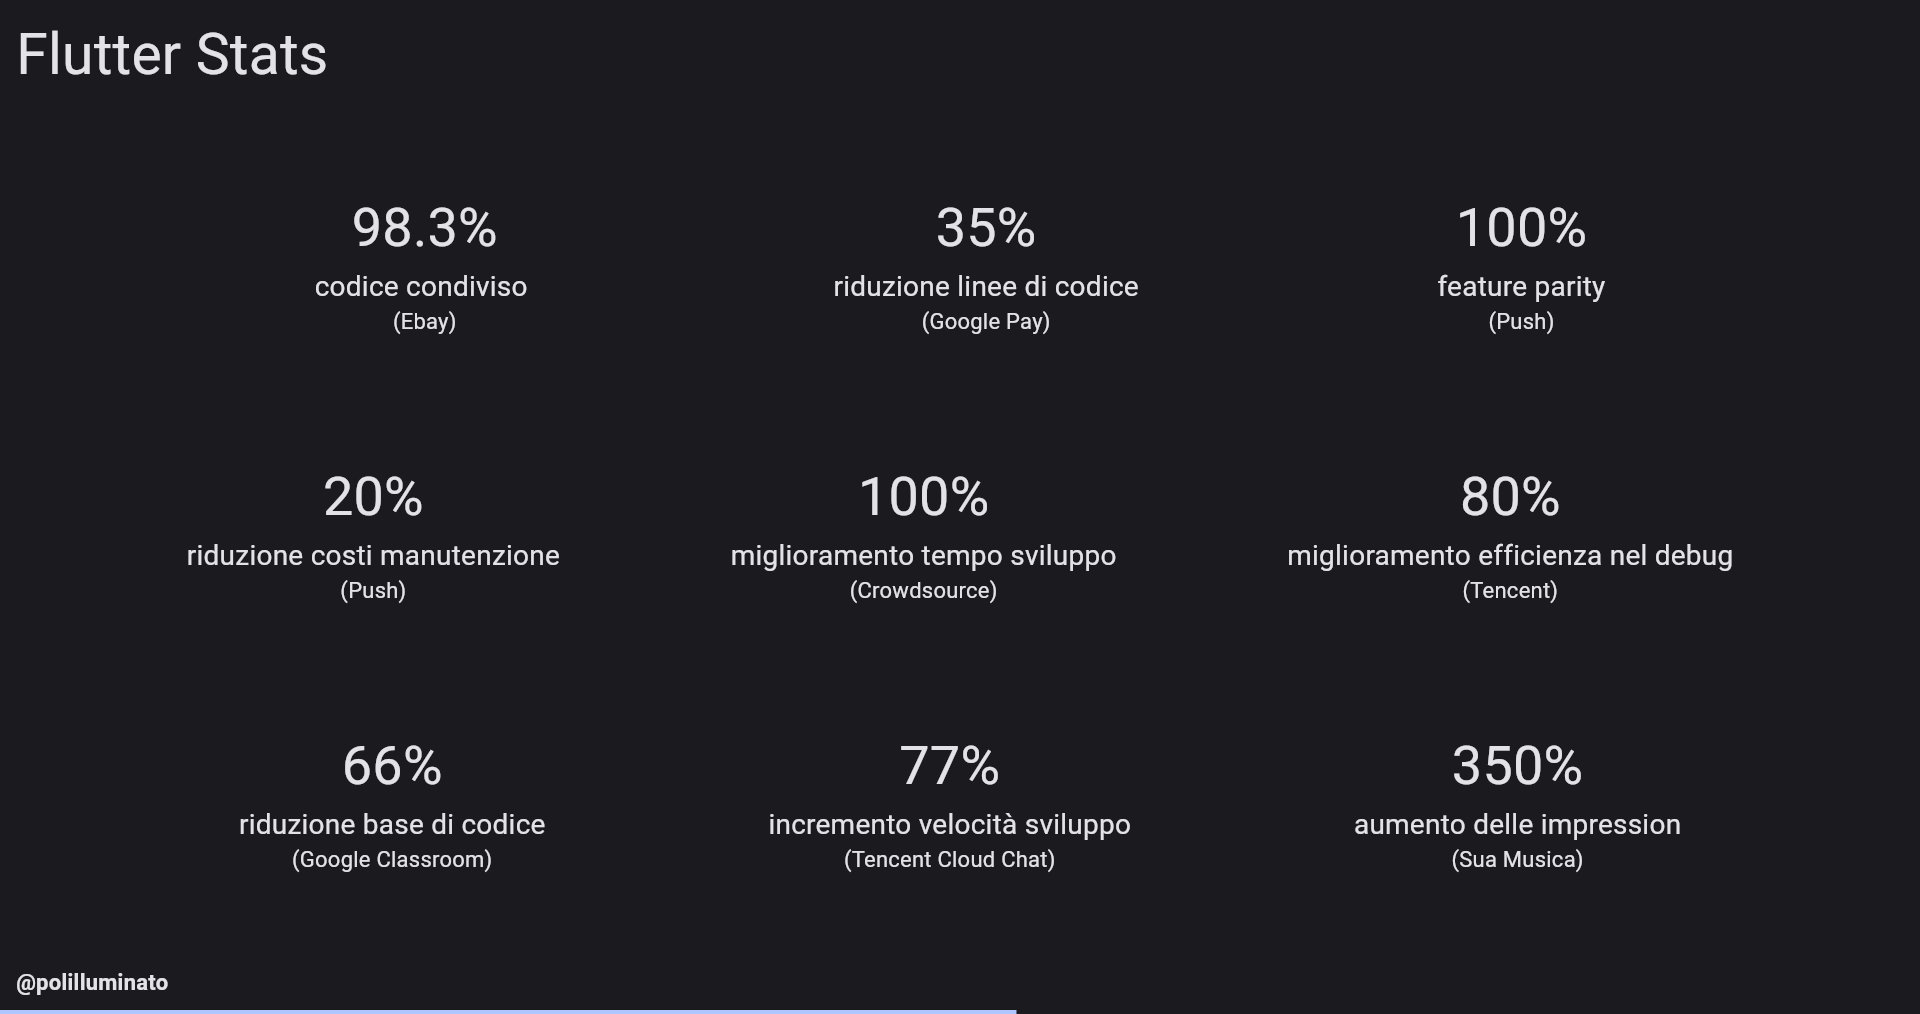 Flutter Stats
98.3%
codice condiviso
(Ebay)
35%
riduzione linee di codice
(Google Pay)
100%
feature parity
(Push)
20%
riduzione costi manutenzione
(Push)
100%
miglioramento tempo sviluppo
(Crowdsource)
80%
miglioramento efficienza nel debug
(Tencent)
66%
riduzione base di codice
(Google Classroom)
77%
incremento velocità sviluppo
(Tencent Cloud Chat)
350%
aumento delle impression
(Sua Musica)
@polilluminato